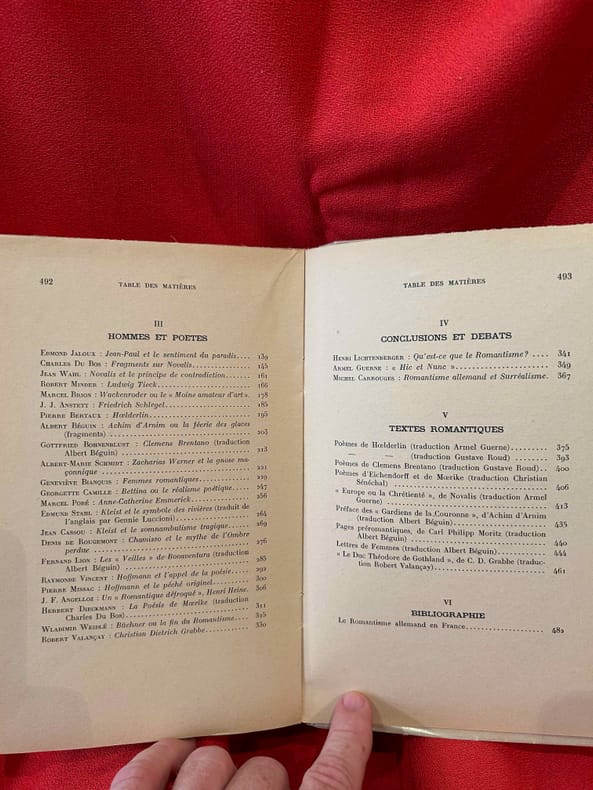 492
TABLE DES MATIÈRES
III
HOMMES ET POETES
EDMOND JALOUX : Jean-Paul et le sentiment du paradis.... 139
CHARLES DU BOS : Fragments sur Novalis.................. 145
JEAN WAHL : Novalis et le principe de contradiction..... 161
ROBERT MINDER : Ludwig Tieck............................ 166
MARCEL BRION : Wackenroder ou le « Moine amateur d'art ». 178
J. J. ANSTETT : Friedrich Schlegel...................... 185
PIERRE BERTAUX : Hœlderlin.............................. 195
ALBERT BÉGUIN : Achim d'Arnim ou la féerie des glaces
(fragments) ............................................ 203
GOTTFRIED BOHNENBLUST : Clemens Brentano (traduction
Albert Béguin) ......................................... 213
ALBERT-MARIE SCHMIDT : Zacharias Werner et la gnose ma-
çonnique ............................................... 221
GENEVIÈVE BIANQUIS : Femmes romantiques................. 231
GEORGETTE CAMILLE : Bettina ou le réalisme poétique..... 247
MARCEL PORÉ : Anne-Catherine Emmerick................... 256
EDMUND STAHL : Kleist et le symbole des rivières (traduit de
l'anglais par Gennie Luccioni).......................... 264
JEAN CASSOU : Kleist et le somnambulisme tragique....... 269
DENIS DE ROUGEMONT : Chamisso et le mythe de l'Ombre
perdue ................................................. 276
FERNAND LION : Les « Veilles » de Bonaventura (traduction
Albert Béguin) ......................................... 285
RAYMONDE VINCENT : Hoffmann et l'appel de la poésie..... 292
PIERRE MISSAC : Hoffmann et le péché originel........... 300
J. F. ANGELLOZ : Un « Romantique défroqué », Henri Heine. 306
HERBERT DIECKMANN : La Poésie de Mœrike (traduction
Charles Du Bos)......................................... 311
WLADIMIR WEIDLÉ : Büchner ou la fin du Romantisme....... 325
ROBERT VALANÇAY : Christian Dietrich Grabbe............. 330
TABLE DES MATIÈRES
493
IV
CONCLUSIONS ET DEBATS
HENRI LICHTENBERGER : Qu'est-ce que le Romantisme? .... 341
ARMEL GUERNE : « Hic et Nunc » ......................... 349
MICHEL CARROUGES : Romantisme allemand et Surréalisme. 367
V
TEXTES ROMANTIQUES
Poèmes de Hœlderlin (traduction Armel Guerne).......... 375
— — (traduction Gustave Roud).......... 393
Poèmes de Clemens Brentano (traduction Gustave Roud).. 400
Poèmes d'Eichendorff et de Mœrike (traduction Christian
Sénéchal) .............................................. 406
« Europe ou la Chrétienté », de Novalis (traduction Armel
Guerne) ................................................ 413
Préface des « Gardiens de la Couronne », d'Achim d'Arnim
(traduction Albert Béguin) ............................. 435
Pages préromantiques, de Carl Philipp Moritz (traduction
Albert Béguin) ......................................... 440
Lettres de Femmes (traduction Albert Béguin)........... 444
« Le Duc Théodore de Gothland », de C. D. Grabbe (traduc-
tion Robert Valançay)................................... 461
VI
BIBLIOGRAPHIE
Le Romantisme allemand en France....................... 482